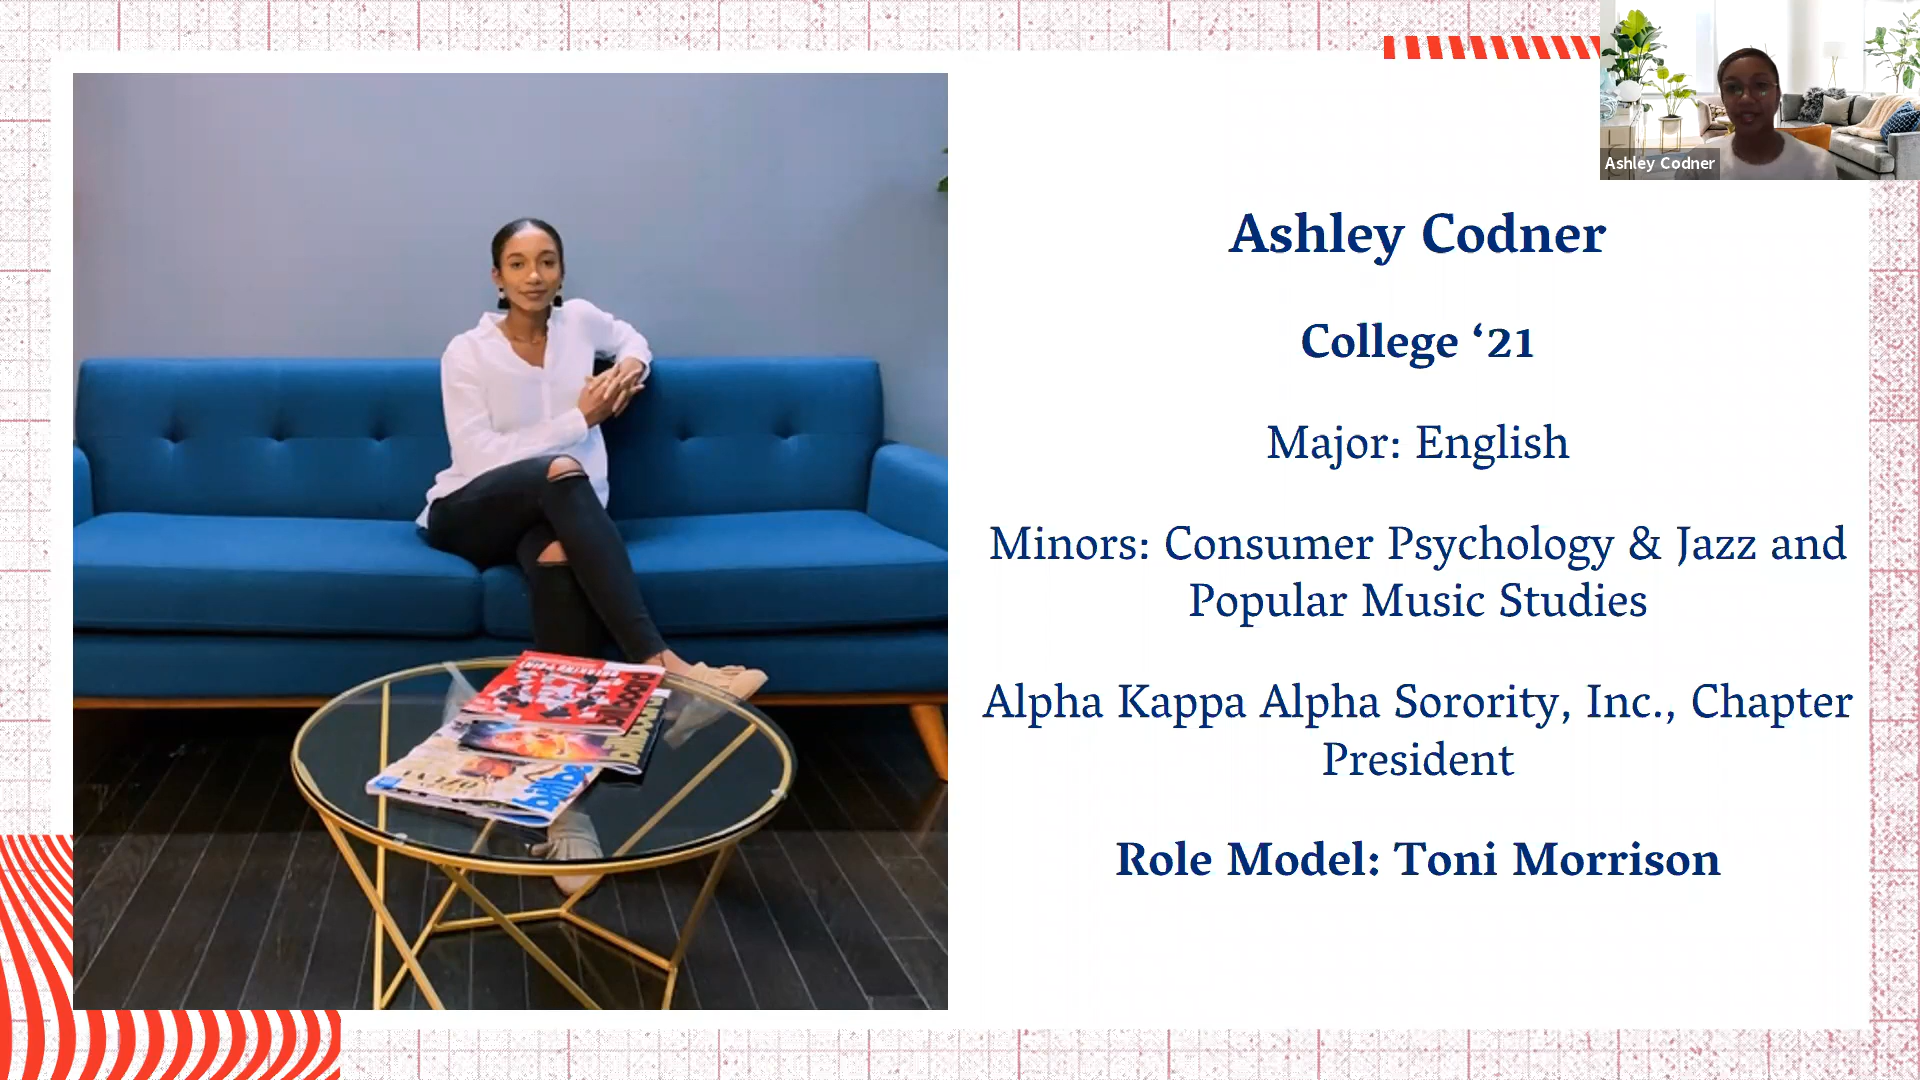 Ashley Codner
Ashley Codner
College ‘21
Major: English
Minors: Consumer Psychology & Jazz and
Popular Music Studies
Alpha Kappa Alpha Sorority, Inc., Chapter
President
Role Model: Toni Morrison
billboard